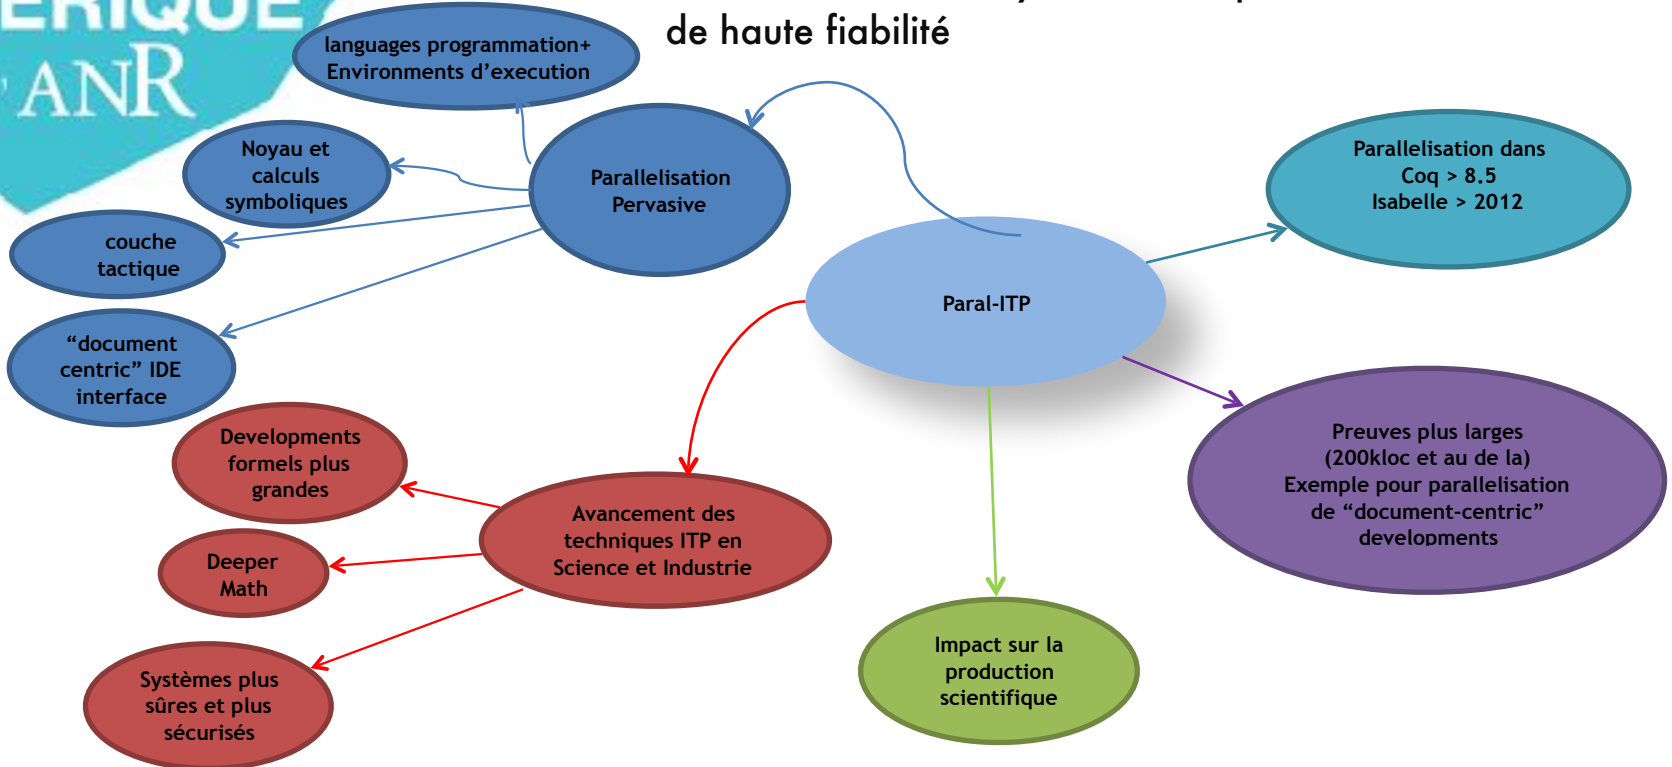 de haute fiabilité
ANR
languages programmation+
Environments d'execution
Noyau et
calculs
symboliques
couche
tactique
“document
centric” IDE
interface
Parallelisation
Pervasive
Paral-ITP
Parallelisation dans
Coq > 8.5
Isabelle > 2012
Preuves plus larges
(200kloc et au de la)
Exemple pour parallelisation
de “document-centric”
developments
Developments
formels plus
grandes
Deeper
Math
Systèmes plus
sûres et plus
sécurisés
Avancement des
techniques ITP en
Science et Industrie
Impact sur la
production
scientifique